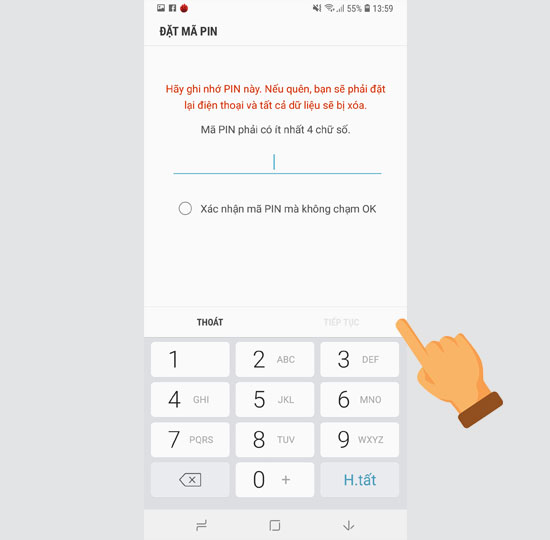 55% 13:59
ĐẶT MÃ PIN
Hãy ghi nhớ PIN này. Nếu quên, bạn sẽ phải đặt
lại điện thoại và tất cả dữ liệu sẽ bị xóa.
Mã PIN phải có ít nhất 4 chữ số.
Xác nhận mã PIN mà không chạm OK
THOÁT TIẾP TỤC
1 2 ABC 3 DEF
4 GHI 5 JKL 6 MNO
7 PQRS 8 TUV 9 WXYZ
0 + H.tất